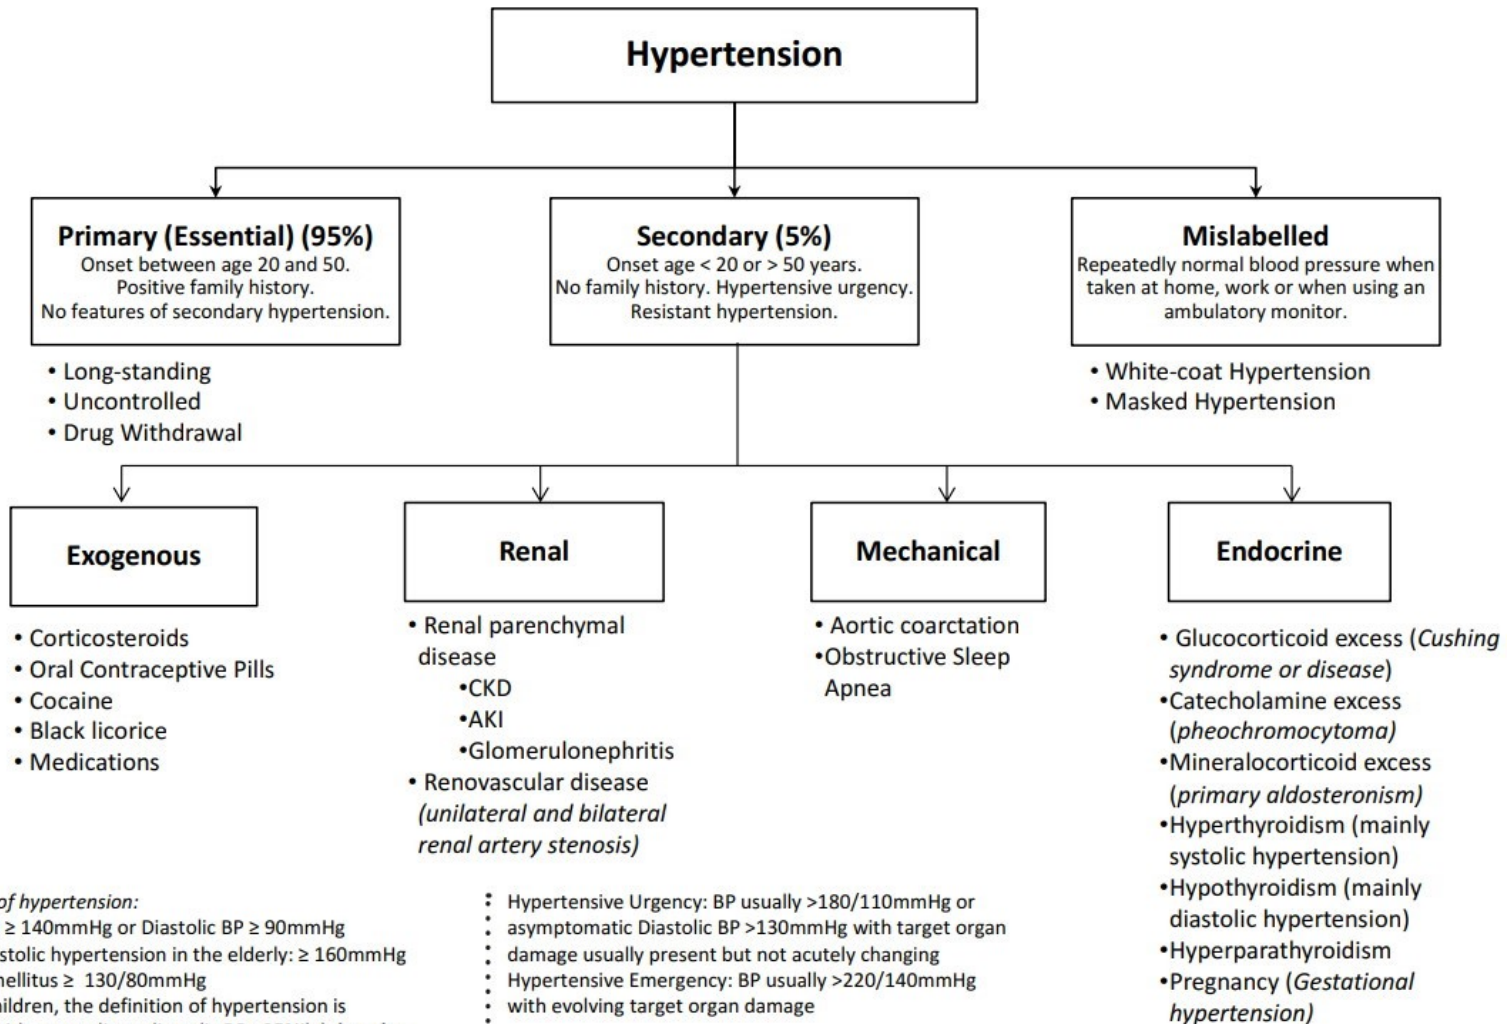 Hypertension
Primary (Essential) (95%)
Onset between age 20 and 50.
Positive family history.
No features of secondary hypertension.
• Long-standing
• Uncontrolled
• Drug Withdrawal
Secondary (5%)
Onset age < 20 or > 50 years.
No family history. Hypertensive urgency.
Resistant hypertension.
Mislabelled
Repeatedly normal blood pressure when
taken at home, work or when using an
ambulatory monitor.
• White-coat Hypertension
• Masked Hypertension
Exogenous
• Corticosteroids
• Oral Contraceptive Pills
• Cocaine
• Black licorice
• Medications
Renal
• Renal parenchymal
disease
•CKD
•AKI
•Glomerulonephritis
• Renovascular disease
(unilateral and bilateral
renal artery stenosis)
Mechanical
• Aortic coarctation
•Obstructive Sleep
Apnea
Endocrine
• Glucocorticoid excess (Cushing
syndrome or disease)
•Catecholamine excess
(pheochromocytoma)
•Mineralocorticoid excess
(primary aldosteronism)
•Hyperthyroidism (mainly
systolic hypertension)
•Hypothyroidism (mainly
diastolic hypertension)
•Hyperparathyroidism
•Pregnancy (Gestational
hypertension)
of hypertension:
≥ 140mmHg or Diastolic BP ≥ 90mmHg
stolic hypertension in the elderly: ≥ 160mmHg
nellitus ≥ 130/80mmHg
ildren, the definition of hypertension is
Hypertensive Urgency: BP usually >180/110mmHg or
asymptomatic Diastolic BP >130mmHg with target organ
damage usually present but not acutely changing
Hypertensive Emergency: BP usually >220/140mmHg
with evolving target organ damage